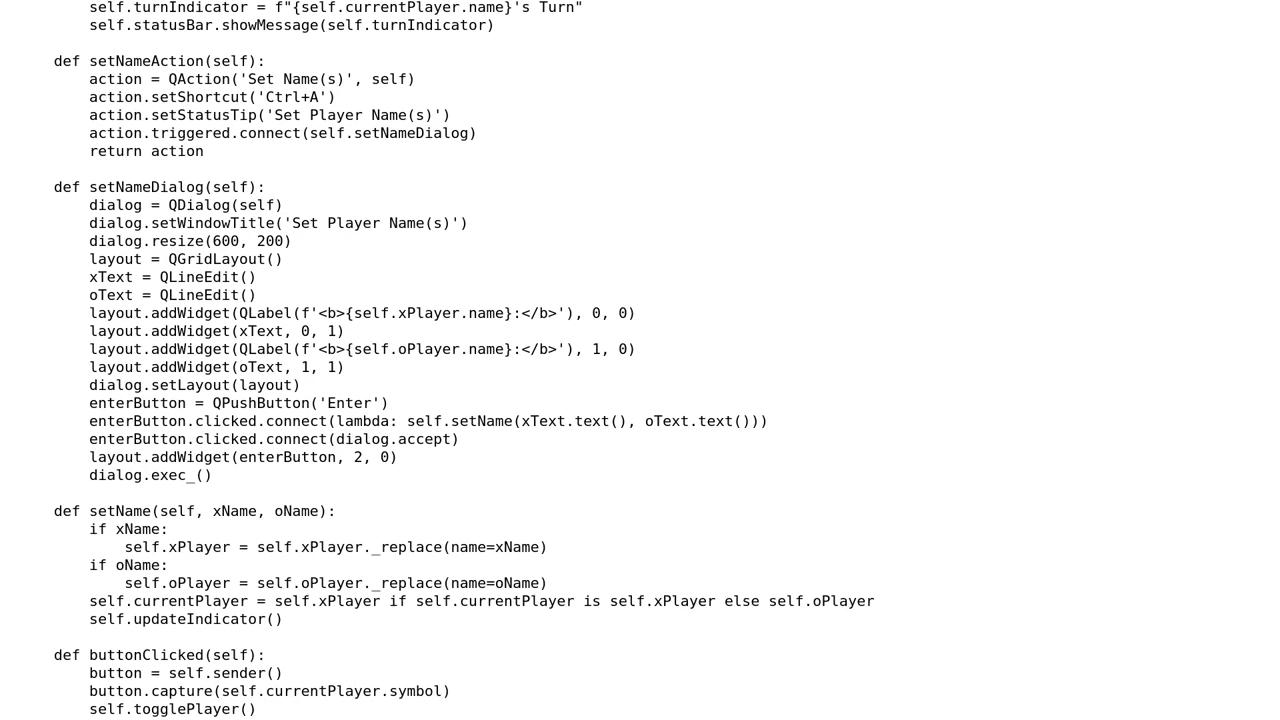 self.turnIndicator = f"{self.currentPlayer.name}'s Turn"
        self.statusBar.showMessage(self.turnIndicator)

    def setNameAction(self):
        action = QAction('Set Name(s)', self)
        action.setShortcut('Ctrl+A')
        action.setStatusTip('Set Player Name(s)')
        action.triggered.connect(self.setNameDialog)
        return action

    def setNameDialog(self):
        dialog = QDialog(self)
        dialog.setWindowTitle('Set Player Name(s)')
        dialog.resize(600, 200)
        layout = QGridLayout()
        xText = QLineEdit()
        oText = QLineEdit()
        layout.addWidget(QLabel(f'<b>{self.xPlayer.name}:</b>'), 0, 0)
        layout.addWidget(xText, 0, 1)
        layout.addWidget(QLabel(f'<b>{self.oPlayer.name}:</b>'), 1, 0)
        layout.addWidget(oText, 1, 1)
        dialog.setLayout(layout)
        enterButton = QPushButton('Enter')
        enterButton.clicked.connect(lambda: self.setName(xText.text(), oText.text()))
        enterButton.clicked.connect(dialog.accept)
        layout.addWidget(enterButton, 2, 0)
        dialog.exec_()

    def setName(self, xName, oName):
        if xName:
            self.xPlayer = self.xPlayer._replace(name=xName)
        if oName:
            self.oPlayer = self.oPlayer._replace(name=oName)
        self.currentPlayer = self.xPlayer if self.currentPlayer is self.xPlayer else self.oPlayer
        self.updateIndicator()

    def buttonClicked(self):
        button = self.sender()
        button.capture(self.currentPlayer.symbol)
        self.togglePlayer()